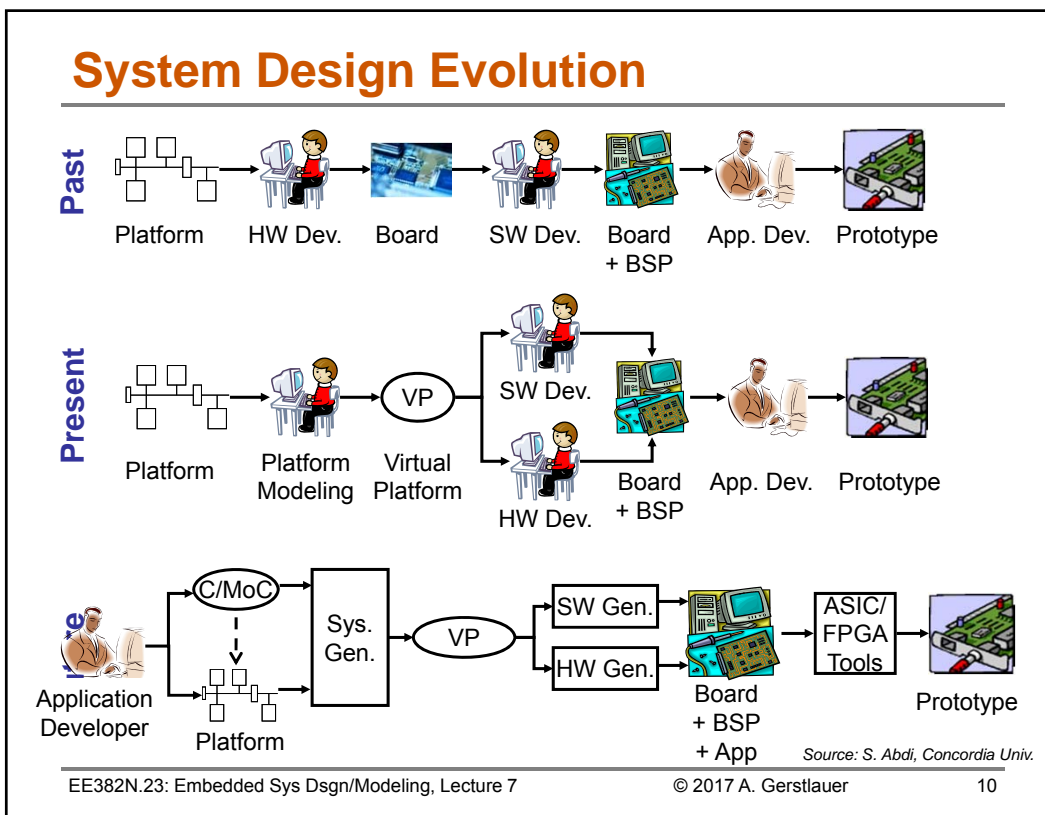 System Design Evolution
Past
Platform
HW Dev.
Board
SW Dev.
Board
+ BSP
App. Dev.
Prototype
Present
Platform
Platform
Modeling
VP
Virtual
Platform
SW Dev.
HW Dev.
Board
+ BSP
App. Dev.
Prototype
Application
Developer
C/MoC
Platform
Sys.
Gen.
VP
SW Gen.
HW Gen.
Board
+ BSP
+ App
ASIC/
FPGA
Tools
Prototype
Source: S. Abdi, Concordia Univ.
EE382N.23: Embedded Sys Dsgn/Modeling, Lecture 7
© 2017 A. Gerstlauer
10